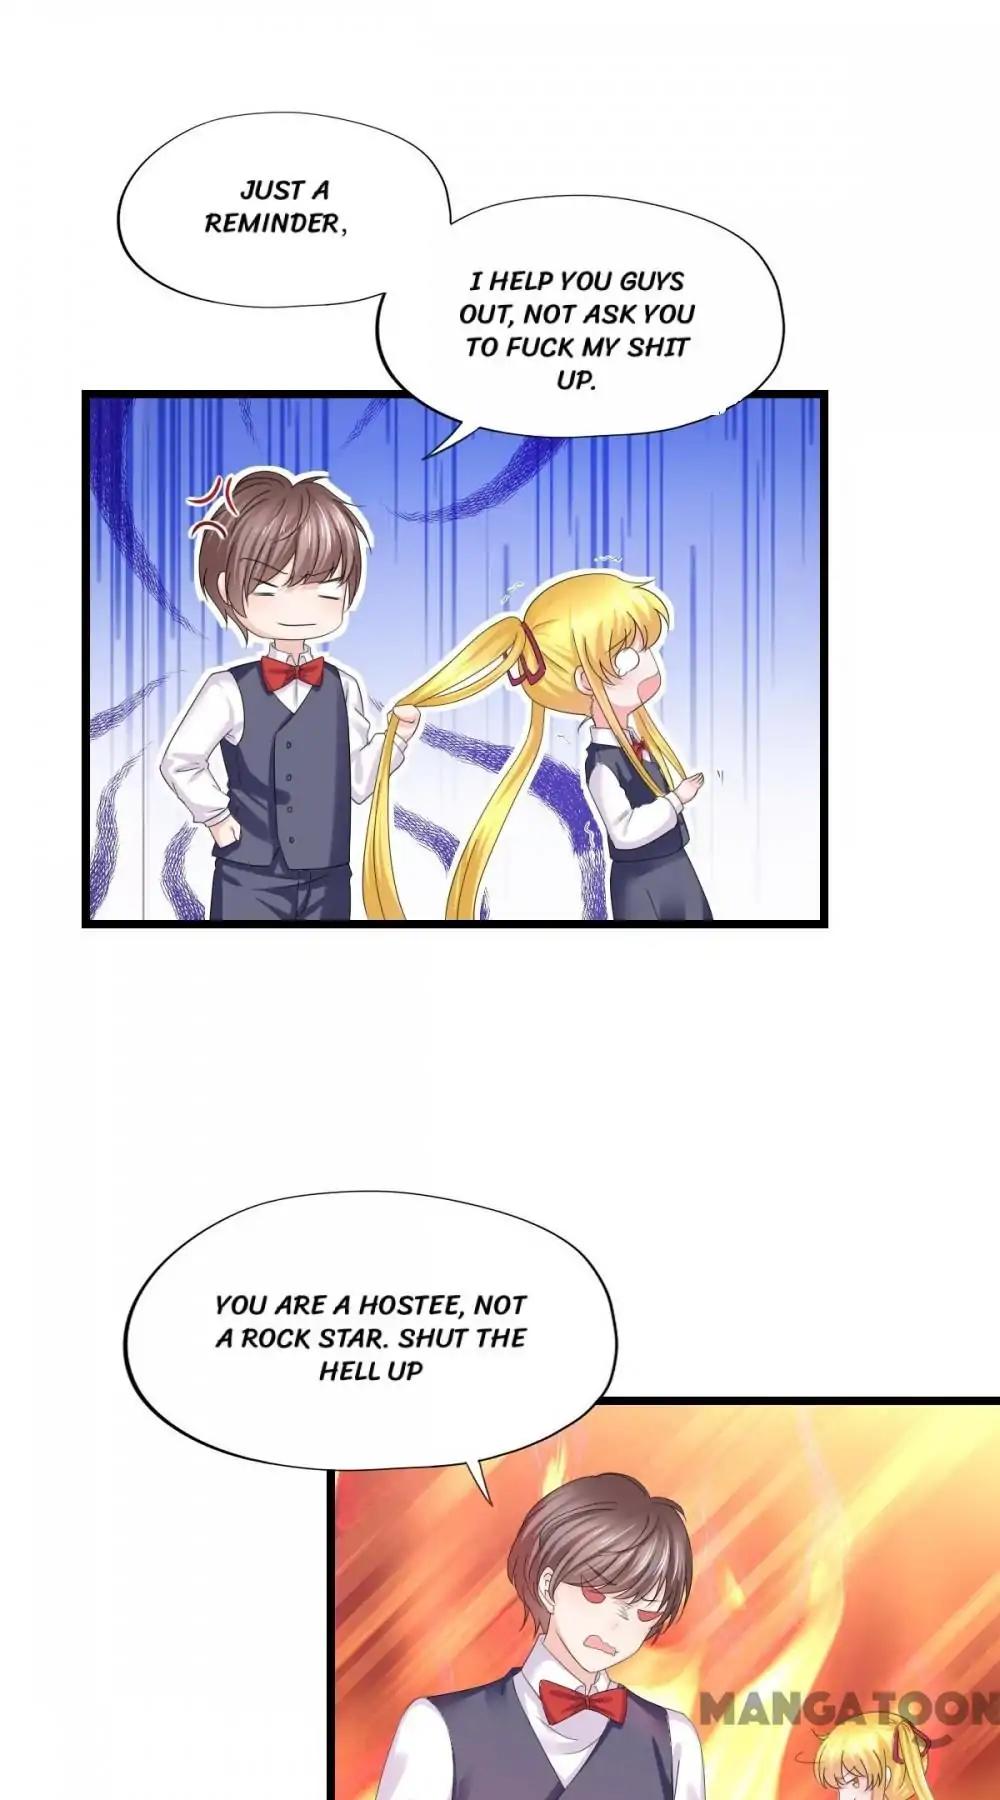 JUST A
REMINDER,
I HELP YOU GUYS
OUT, NOT ASK YOU
TO FUCK MY SHIT
UP.
YOU ARE A HOSTEE, NOT
A ROCK STAR. SHUT THE
HELL UP
MANGATOON